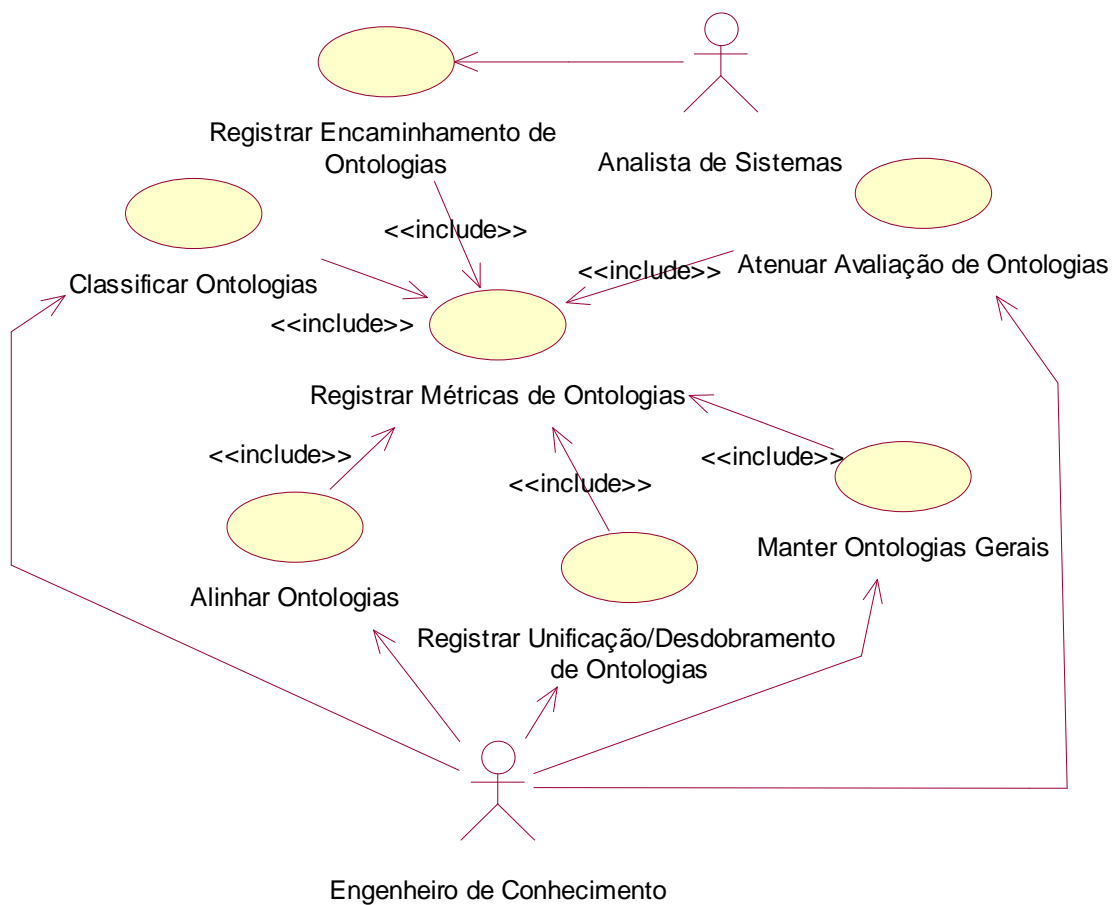 Registrar Encaminhamento de
Ontologias
Analista de Sistemas
<<include>>
Classificar Ontologias
<<include>>
Atenuar Avaliação de Ontologias
<<include>>
Registrar Métricas de Ontologias
<<include>>
<<include>>
<<include>>
Manter Ontologias Gerais
Alinhar Ontologias
Registrar Unificação/Desdobramento
de Ontologias
Engenheiro de Conhecimento